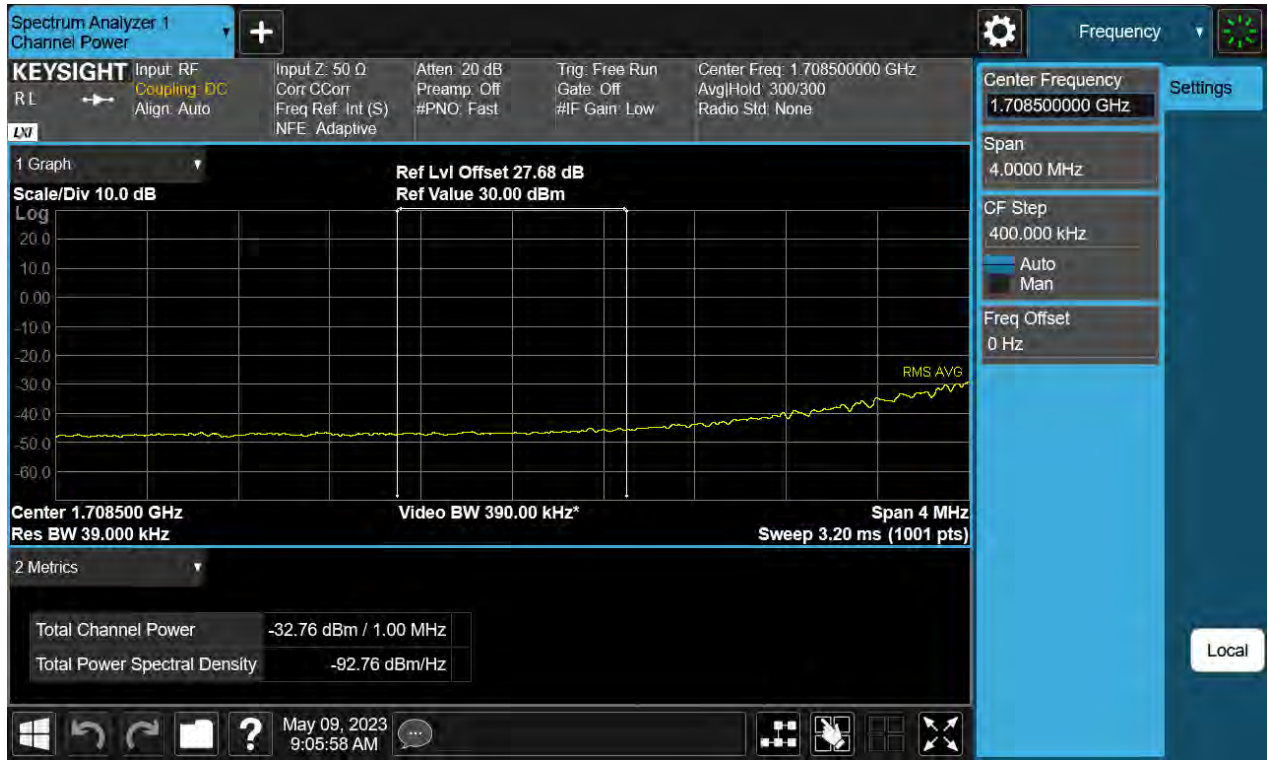 Spectrum Analyzer 1
Channel Power
+
Frequency
KEYSIGHT
RL
LXI
Input: RF
Coupling: DC
Align: Auto
Input Z: 50 Ω
Corr CCorr
Freq Ref: Int (S)
NFE: Adaptive
Atten: 20 dB
Preamp: Off
#PNO: Fast
Trig: Free Run
Gate: Off
#IF Gain: Low
Center Freq: 1.708500000 GHz
Avg|Hold: 300/300
Radio Std: None
Center Frequency
1.708500000 GHz
Settings
Span
4.0000 MHz
CF Step
400.000 kHz
Auto
Man
Freq Offset
0 Hz
1 Graph
Scale/Div 10.0 dB
Ref Lvl Offset 27.68 dB
Ref Value 30.00 dBm
Log
20.0
10.0
0.00
-10.0
-20.0
-30.0
-40.0
-50.0
-60.0
RMS AVG
Center 1.708500 GHz
Video BW 390.00 kHz*
Span 4 MHz
Res BW 39.000 kHz
Sweep 3.20 ms (1001 pts)
2 Metrics
Total Channel Power -32.76 dBm / 1.00 MHz
Total Power Spectral Density -92.76 dBm/Hz
Local
?
May 09, 2023
9:05:58 AM